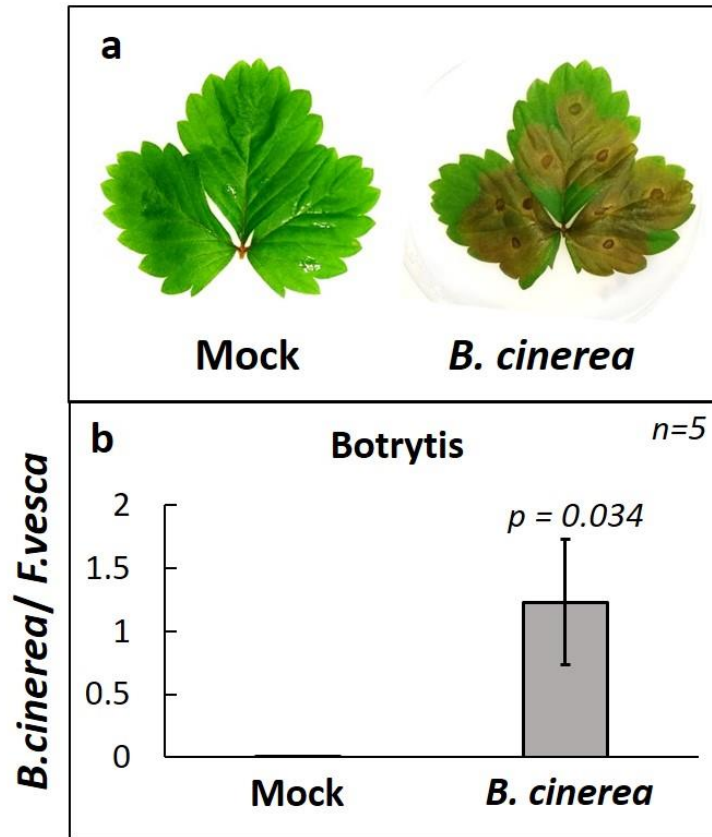 a
Mock
B. cinerea
b
Botrytis
n=5
B.cinerea/ F.vesca
2
1.5
1
0.5
0
p = 0.034
Mock
B. cinerea